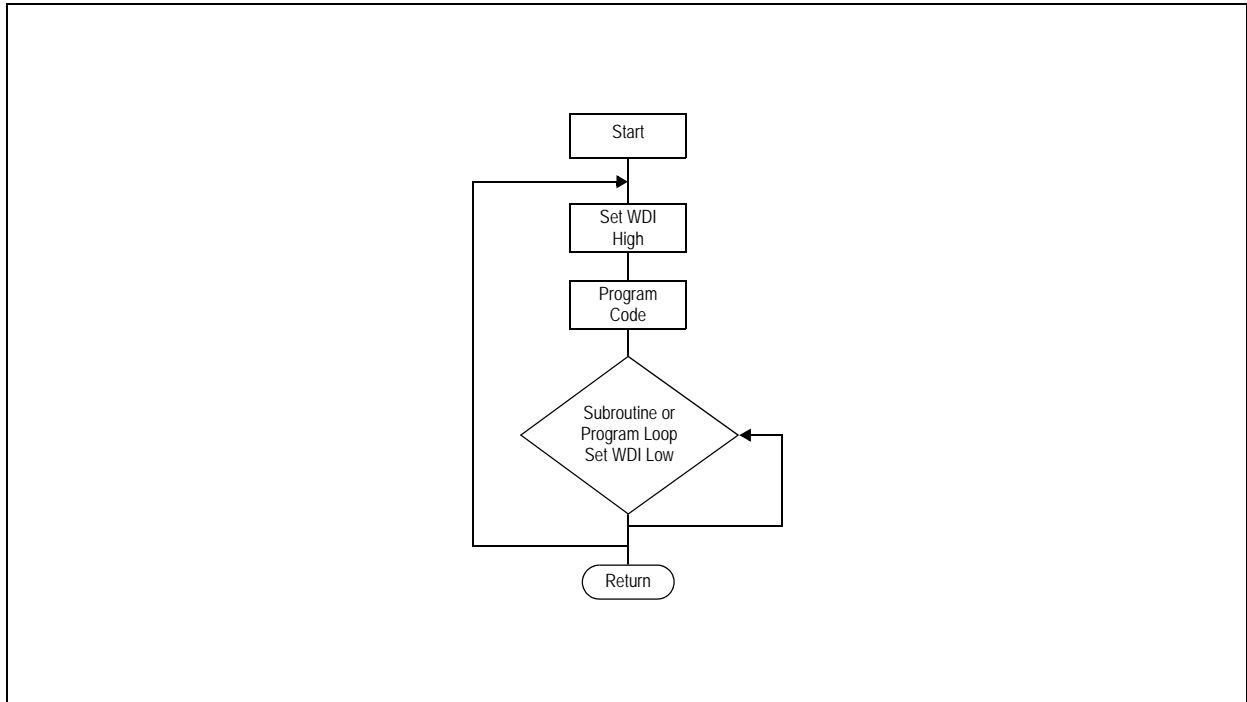 Start
Set WDI
High
Program
Code
Subroutine or
Program Loop
Set WDI Low
Return